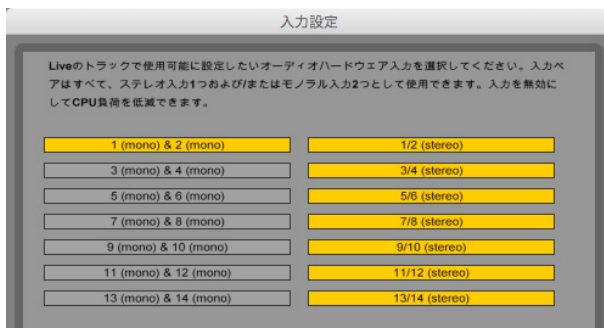 入力設定
Liveのトラックで使用可能に設定したいオーディオハードウェア入力を選択してください。入力ペ
アはすべて、ステレオ入力1つおよび/またはモノラル入力2つとして使用できます。入力を無効に
してCPU負荷を低減できます。
1 (mono) & 2 (mono) 1/2 (stereo)
3 (mono) & 4 (mono) 3/4 (stereo)
5 (mono) & 6 (mono) 5/6 (stereo)
7 (mono) & 8 (mono) 7/8 (stereo)
9 (mono) & 10 (mono) 9/10 (stereo)
11 (mono) & 12 (mono) 11/12 (stereo)
13 (mono) & 14 (mono) 13/14 (stereo)